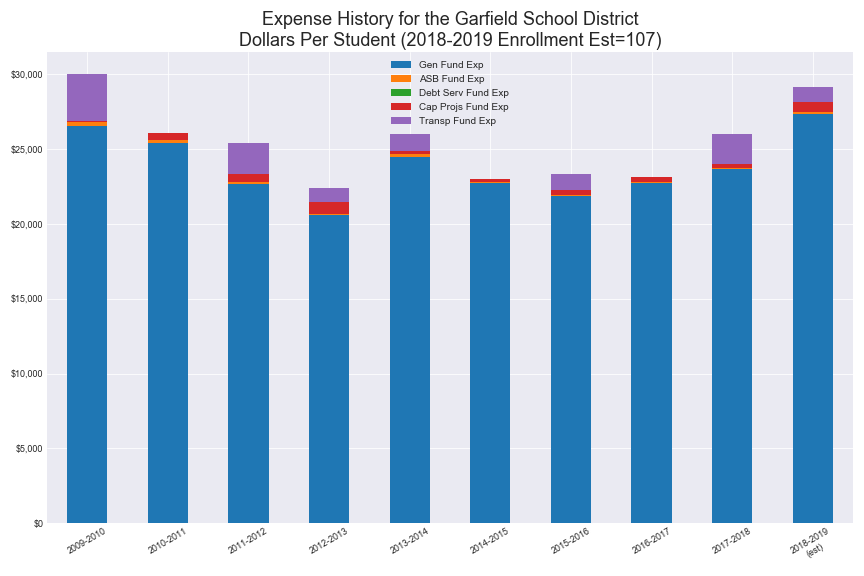 Expense History for the Garfield School District
Dollars Per Student (2018-2019 Enrollment Est=107)
Gen Fund Exp
ASB Fund Exp
Debt Serv Fund Exp
Cap Projs Fund Exp
Transp Fund Exp
$30,000
$25,000
$20,000
$15,000
$10,000
$5,000
$0
2009-2010
2010-2011
2011-2012
2012-2013
2013-2014
2014-2015
2015-2016
2016-2017
2017-2018
2018-2019
(est)